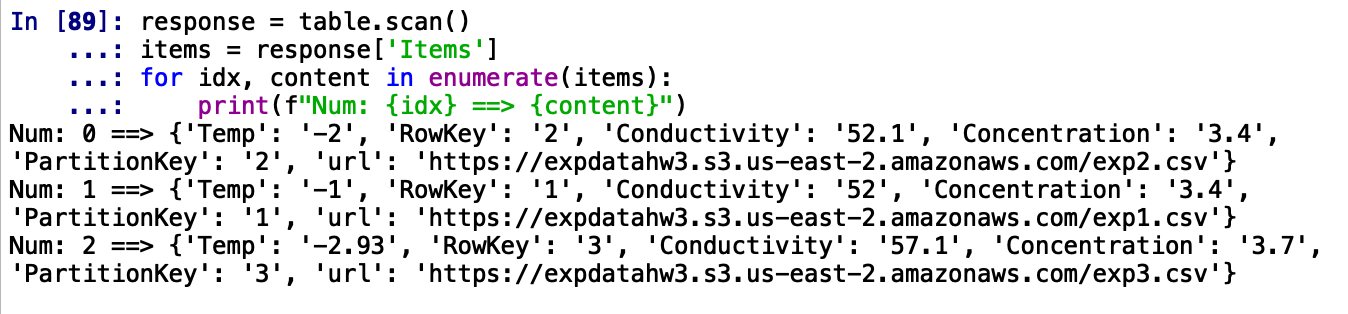 In [89]: response = table.scan()
    ...: items = response['Items']
    ...: for idx, content in enumerate(items):
    ...:     print(f"Num: {idx} ==> {content}")
Num: 0 ==> {'Temp': '-2', 'RowKey': '2', 'Conductivity': '52.1', 'Concentration': '3.4',
'PartitionKey': '2', 'url': 'https://expdatahw3.s3.us-east-2.amazonaws.com/exp2.csv'}
Num: 1 ==> {'Temp': '-1', 'RowKey': '1', 'Conductivity': '52', 'Concentration': '3.4',
'PartitionKey': '1', 'url': 'https://expdatahw3.s3.us-east-2.amazonaws.com/exp1.csv'}
Num: 2 ==> {'Temp': '-2.93', 'RowKey': '3', 'Conductivity': '57.1', 'Concentration': '3.7',
'PartitionKey': '3', 'url': 'https://expdatahw3.s3.us-east-2.amazonaws.com/exp3.csv'}